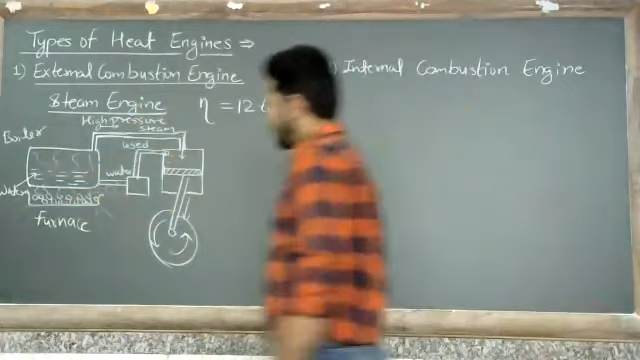 Types of Heat Engines ⇒
1) External Combustion Engine
Steam Engine
η = 12
High pressure
steam
used
Boiler
water
Water
furnace
) Internal Combustion Engine